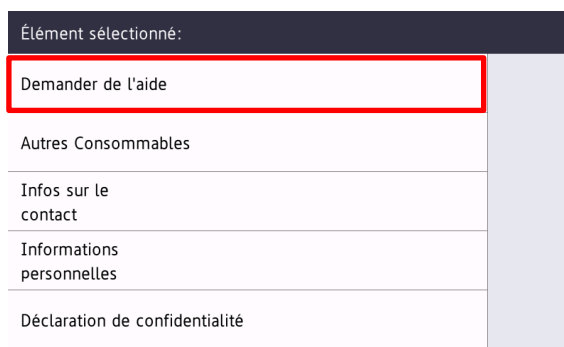 Élément sélectionné:
Demander de l'aide
Autres Consommables
Infos sur le
contact
Informations
personnelles
Déclaration de confidentialité